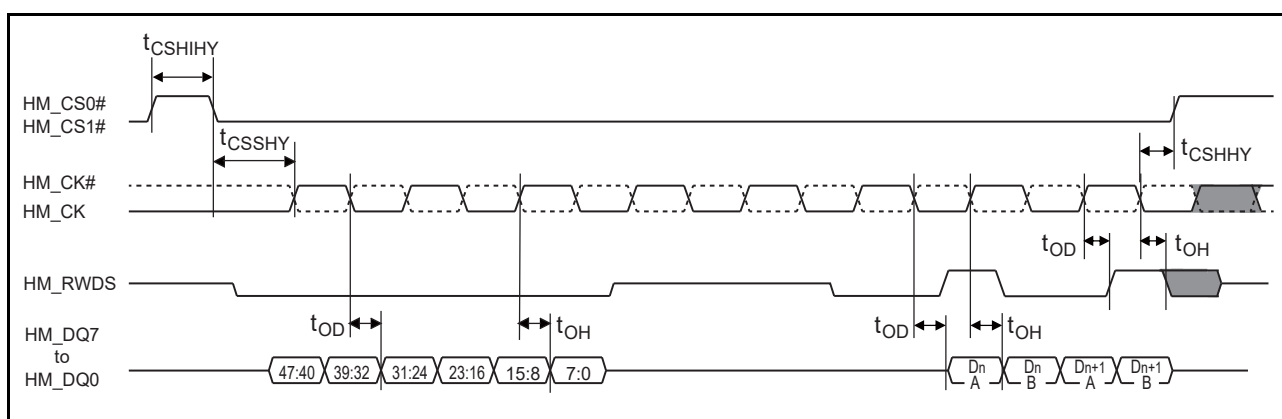 tCSHIHY
HM_CS0#
HM_CS1#
tCSSHY
tCSHHY
HM_CK#
HM_CK
tOD
tOH
HM_RWDS
tOD
tOH
tOD
tOH
HM_DQ7
to
HM_DQ0
47:40 39:32 31:24 23:16 15:8 7:0
Dn A
Dn B
Dn+1 A
Dn+1 B